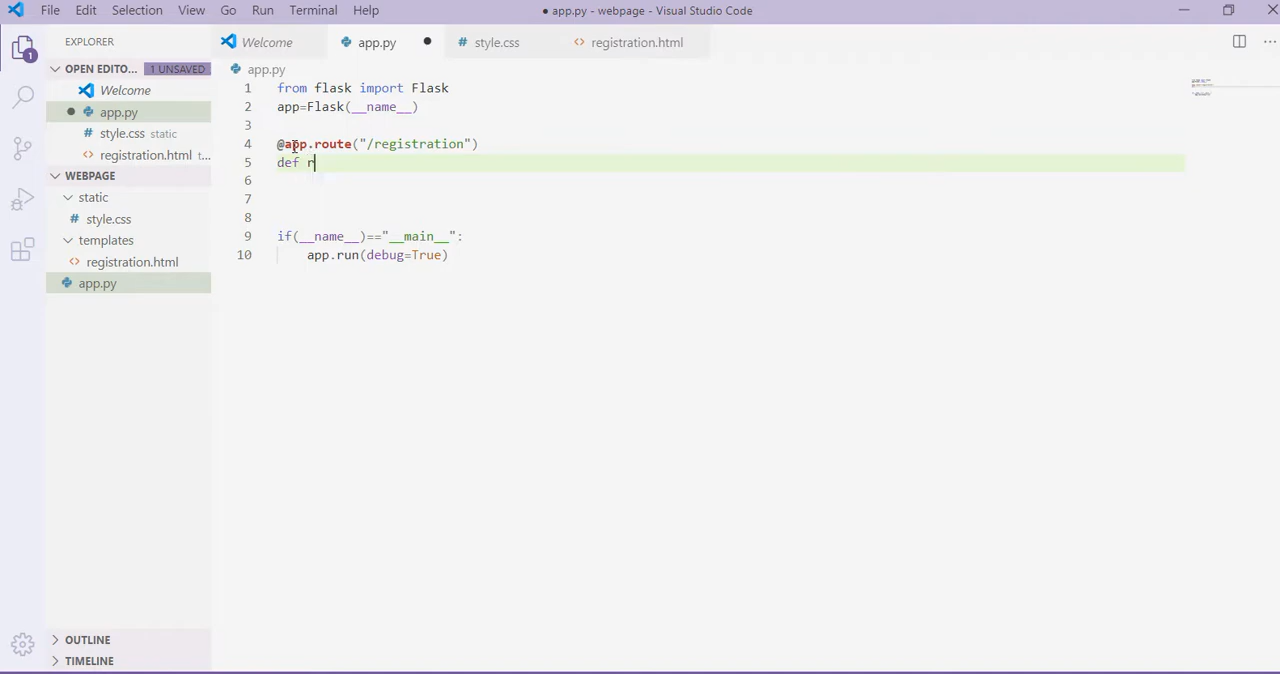 File Edit Selection View Go Run Terminal Help
● app.py - webpage - Visual Studio Code
EXPLORER
Welcome
app.py
style.css
registration.html
OPEN EDITO... 1 UNSAVED
Welcome
app.py
style.css static
registration.html t...
WEBPAGE
static
style.css
templates
registration.html
app.py
1
app.py
1 from flask import Flask
2 app=Flask(__name__)
3
4 @app.route("/registration")
5 def r
6
7
8
9 if(__name__)=="__main__":
10 app.run(debug=True)
OUTLINE
TIMELINE